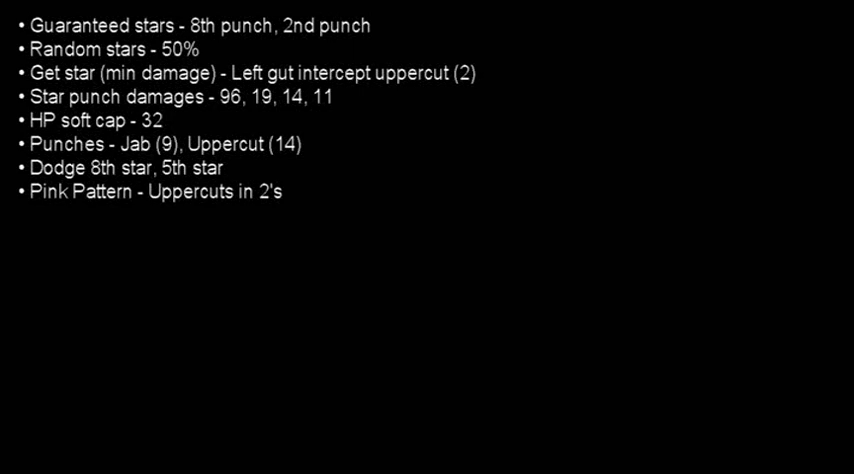 • Guaranteed stars - 8th punch, 2nd punch
• Random stars - 50%
• Get star (min damage) - Left gut intercept uppercut (2)
• Star punch damages - 96, 19, 14, 11
• HP soft cap - 32
• Punches - Jab (9), Uppercut (14)
• Dodge 8th star, 5th star
• Pink Pattern - Uppercuts in 2's